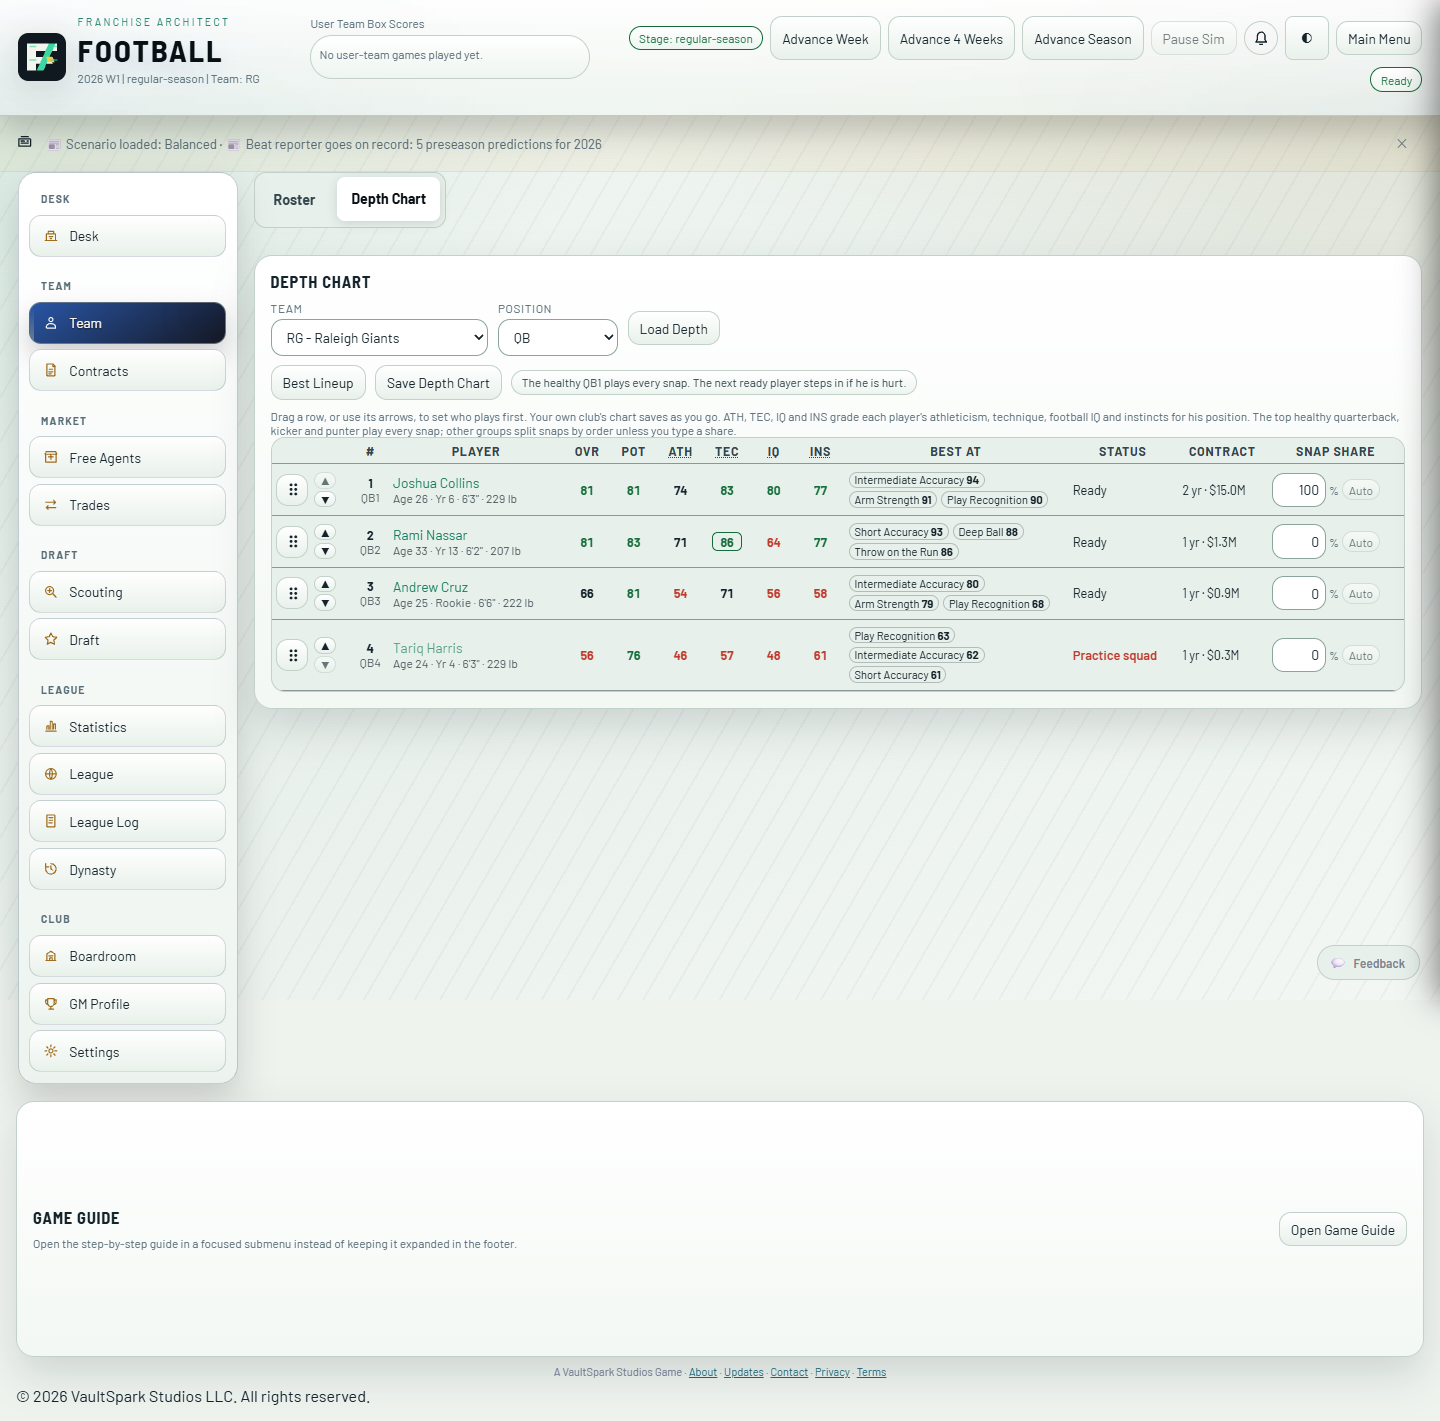 FRANCHISE ARCHITECT
FOOTBALL
2026 W1 | regular-season | Team: RG
User Team Box Scores
No user-team games played yet.
Stage: regular-season
Advance Week
Advance 4 Weeks
Advance Season
Pause Sim
Main Menu
Ready
Scenario loaded: Balanced · Beat reporter goes on record: 5 preseason predictions for 2026
DESK
Desk
TEAM
Team
Contracts
MARKET
Free Agents
Trades
DRAFT
Scouting
Draft
LEAGUE
Statistics
League
League Log
Dynasty
CLUB
Boardroom
GM Profile
Settings
Roster
Depth Chart
DEPTH CHART
TEAM
POSITION
RG - Raleigh Giants
QB
Load Depth
Best Lineup
Save Depth Chart
The healthy QB1 plays every snap. The next ready player steps in if he is hurt.
Drag a row, or use its arrows, to set who plays first. Your own club's chart saves as you go. ATH, TEC, IQ and INS grade each player's athleticism, technique, football IQ and instincts for his position. The top healthy quarterback,
kicker and punter play every snap; other groups split snaps by order unless you type a share.
# PLAYER OVR POT ATH TEC IQ INS BEST AT STATUS CONTRACT SNAP SHARE
1 Joshua Collins 81 81 74 83 80 77 Intermediate Accuracy 94 Ready 2 yr · $15.0M 100 % Auto
QB1 Age 26 · Yr 6 · 6'3" · 229 lb Arm Strength 91 Play Recognition 90
2 Rami Nassar 81 83 71 86 64 77 Short Accuracy 93 Deep Ball 88 Ready 1 yr · $1.3M 0 % Auto
QB2 Age 33 · Yr 13 · 6'2" · 207 lb Throw on the Run 86
3 Andrew Cruz 66 81 54 71 56 58 Intermediate Accuracy 80 Ready 1 yr · $0.9M 0 % Auto
QB3 Age 25 · Rookie · 6'6" · 222 lb Arm Strength 79 Play Recognition 68
4 Tariq Harris 56 76 46 57 48 61 Play Recognition 63 Practice squad 1 yr · $0.3M 0 % Auto
QB4 Age 24 · Yr 4 · 6'3" · 229 lb Intermediate Accuracy 62
Short Accuracy 61
Feedback
GAME GUIDE
Open the step-by-step guide in a focused submenu instead of keeping it expanded in the footer.
Open Game Guide
A VaultSpark Studios Game · About · Updates · Contact · Privacy · Terms
© 2026 VaultSpark Studios LLC. All rights reserved.